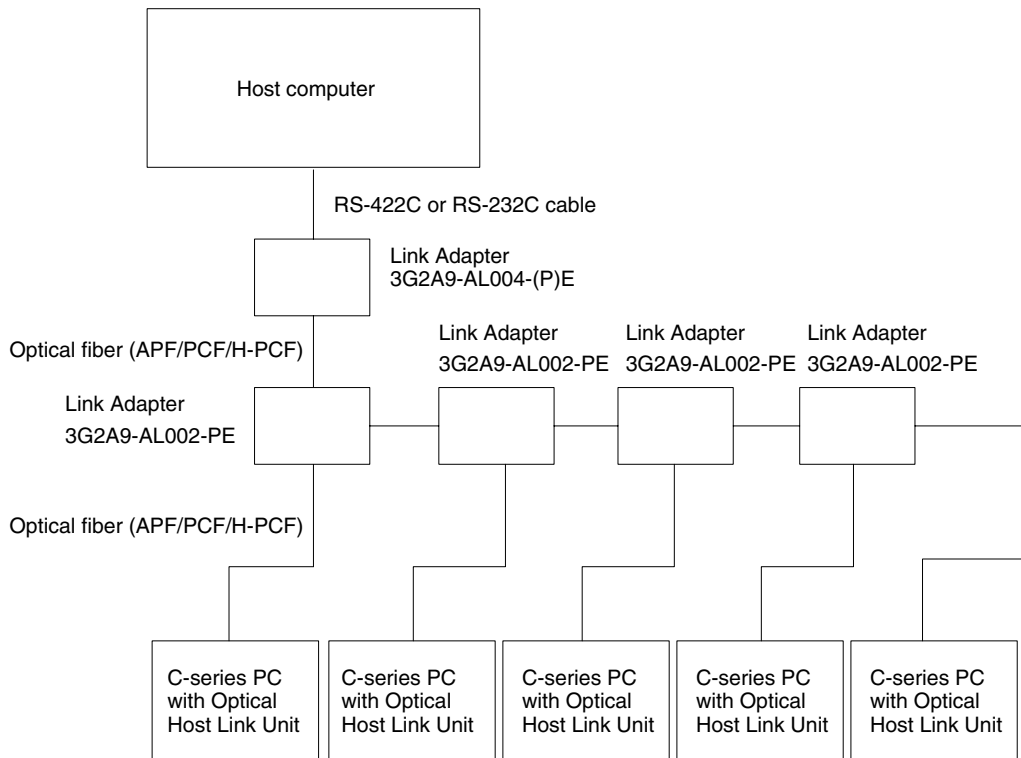 Host computer
RS-422C or RS-232C cable
Link Adapter
3G2A9-AL004-(P)E
Optical fiber (APF/PCF/H-PCF)
Link Adapter
3G2A9-AL002-PE
Link Adapter
3G2A9-AL002-PE
Link Adapter
3G2A9-AL002-PE
Link Adapter
3G2A9-AL002-PE
Optical fiber (APF/PCF/H-PCF)
C-series PC
with Optical
Host Link Unit
C-series PC
with Optical
Host Link Unit
C-series PC
with Optical
Host Link Unit
C-series PC
with Optical
Host Link Unit
C-series PC
with Optical
Host Link Unit